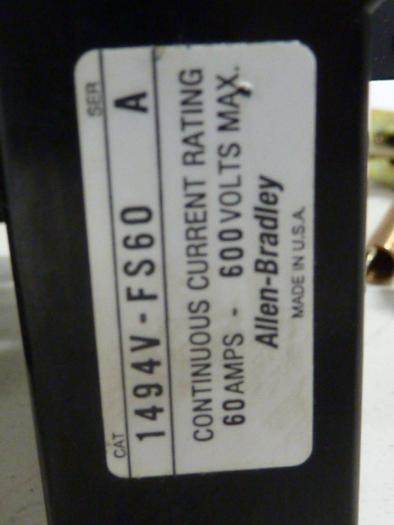 CAT SER
1494V-FS60 A
CONTINUOUS CURRENT RATING
60 AMPS - 600 VOLTS MAX.
Allen-Bradley
MADE IN U.S.A.